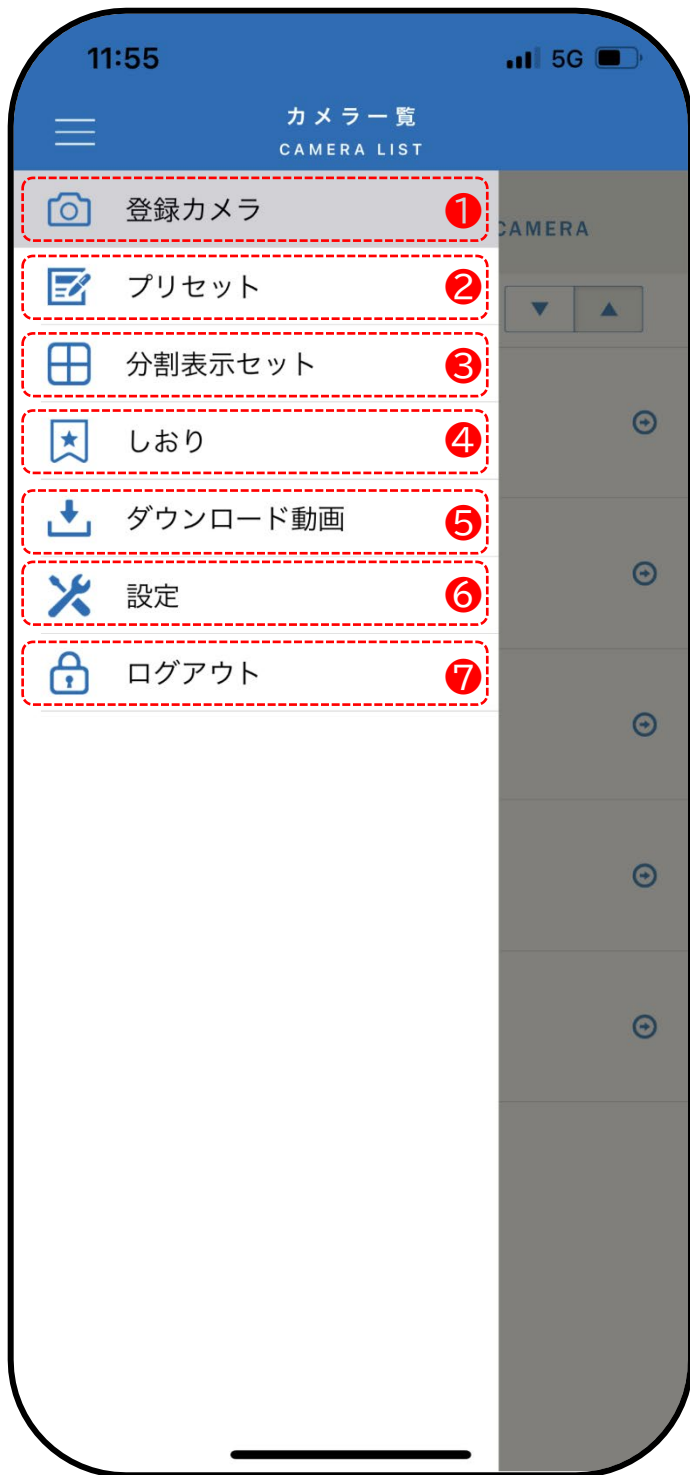 11:55 5G
カメラ一覧
CAMERA LIST
登録カメラ ❶
CAMERA
プリセット ❷
▼ ▲
分割表示セット ❸
しおり ❹
ダウンロード動画 ❺
設定 ❻
ログアウト ❼